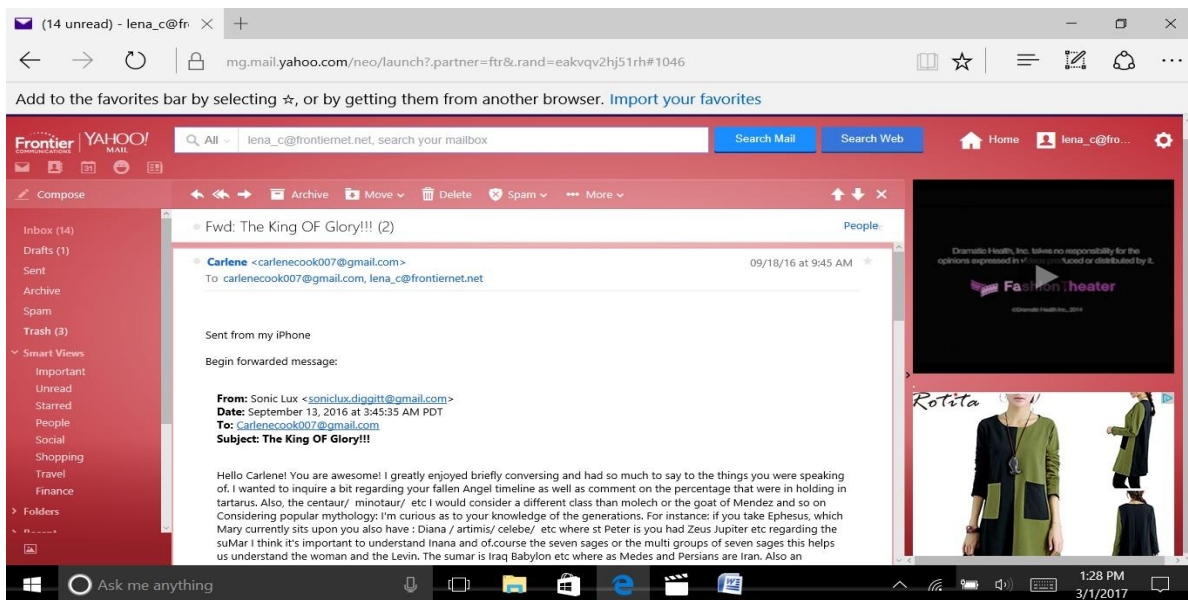 (14 unread) - lena_c@fr
mg.mail.yahoo.com/neo/launch?.partner=ftr&.rand=eakvqv2hj51rh#1046
Add to the favorites bar by selecting ☆, or by getting them from another browser. Import your favorites
Frontier YAHOO!
COMMUNICATIONS MAIL
All lena_c@frontiernet.net, search your mailbox Search Mail Search Web Home lena_c@fro...
31
Compose Archive Move Delete Spam More
Inbox (14)
Drafts (1)
Sent
Archive
Spam
Trash (3)
Smart Views
Important
Unread
Starred
People
Social
Shopping
Travel
Finance
Folders
Recent
Fwd: The King OF Glory!!! (2) People
Carlene <carlenecook007@gmail.com> 09/18/16 at 9:45 AM
To carlenecook007@gmail.com, lena_c@frontiernet.net
Sent from my iPhone
Begin forwarded message:
From: Sonic Lux <soniclux.diggitt@gmail.com>
Date: September 13, 2016 at 3:45:35 AM PDT
To: Carlenecook007@gmail.com
Subject: The King OF Glory!!!
Hello Carlene! You are awesome! I greatly enjoyed briefly conversing and had so much to say to the things you were speaking
of. I wanted to inquire a bit regarding your fallen Angel timeline as well as comment on the percentage that were in holding in
tartarus. Also, the centaur/ minotaur/ etc I would consider a different class than molech or the goat of Mendez and so on
Considering popular mythology: I'm curious as to your knowledge of the generations. For instance: if you take Ephesus, which
Mary currently sits upon you also have : Diana / artimis/ celebe/ etc where st Peter is you had Zeus Jupiter etc regarding the
suMar I think it's important to understand Inana and of.course the seven sages or the multi groups of seven sages this helps
us understand the woman and the Levin. The sumar is Iraq Babylon etc where as Medes and Persians are Iran. Also an
Dramatic Health, Inc. takes no responsibility for the
opinions expressed in videos produced or distributed by it.
Fashion Theater
©Dramatic Health Inc., 2014
Rotita
Ask me anything
1:28 PM
3/1/2017